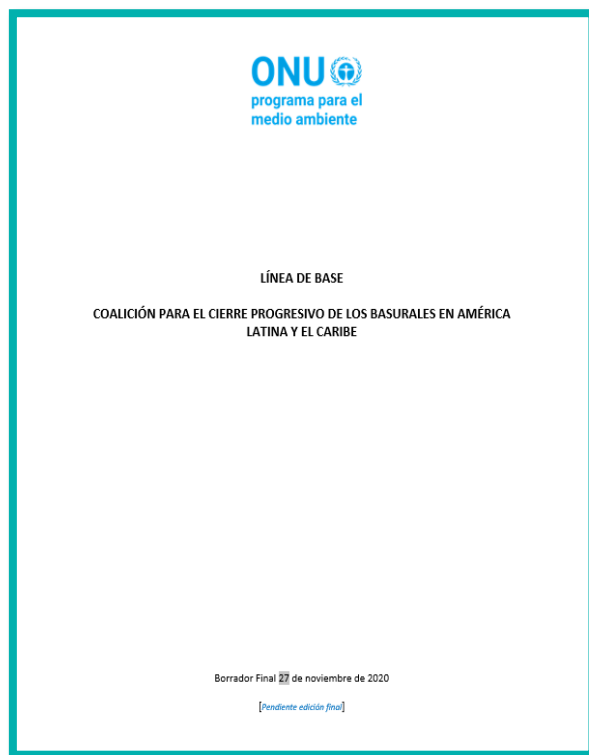 ONU
programa para el
medio ambiente
LÍNEA DE BASE
COALICIÓN PARA EL CIERRE PROGRESIVO DE LOS BASURALES EN AMÉRICA
LATINA Y EL CARIBE
Borrador Final 27 de noviembre de 2020
[Pendiente edición final]